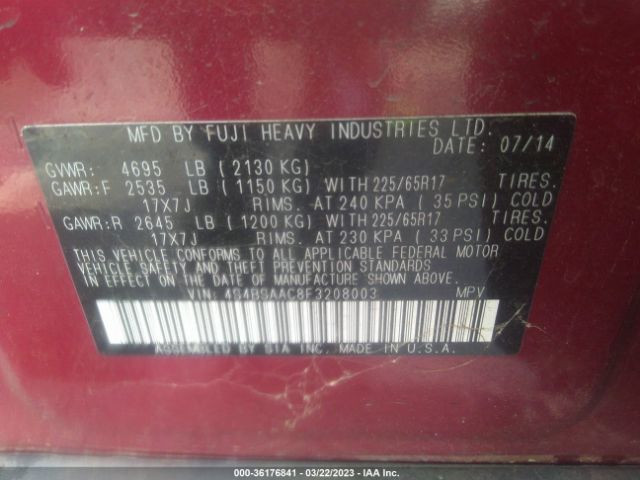 MFD BY FUJI HEAVY INDUSTRIES LTD.
DATE: 07/14
GVWR: 4695 LB (2130 KG)
GAWR:F 2535 LB (1150 KG) WITH 225/65R17 TIRES.
17X7J RIMS. AT 240 KPA (35 PSI) COLD
GAWR:R 2645 LB (1200 KG) WITH 225/65R17 TIRES.
17X7J RIMS. AT 230 KPA (33 PSI) COLD
THIS VEHICLE CONFORMS TO ALL APPLICABLE FEDERAL MOTOR
VEHICLE SAFETY AND THEFT PREVENTION STANDARDS
IN EFFECT ON THE DATE OF MANUFACTURE SHOWN ABOVE.
VIN: 4S4BSAAC8F3208003 MPV
ASSEMBLED BY SIA INC. MADE IN U.S.A.
000-36176841 - 03/22/2023 - IAA Inc.